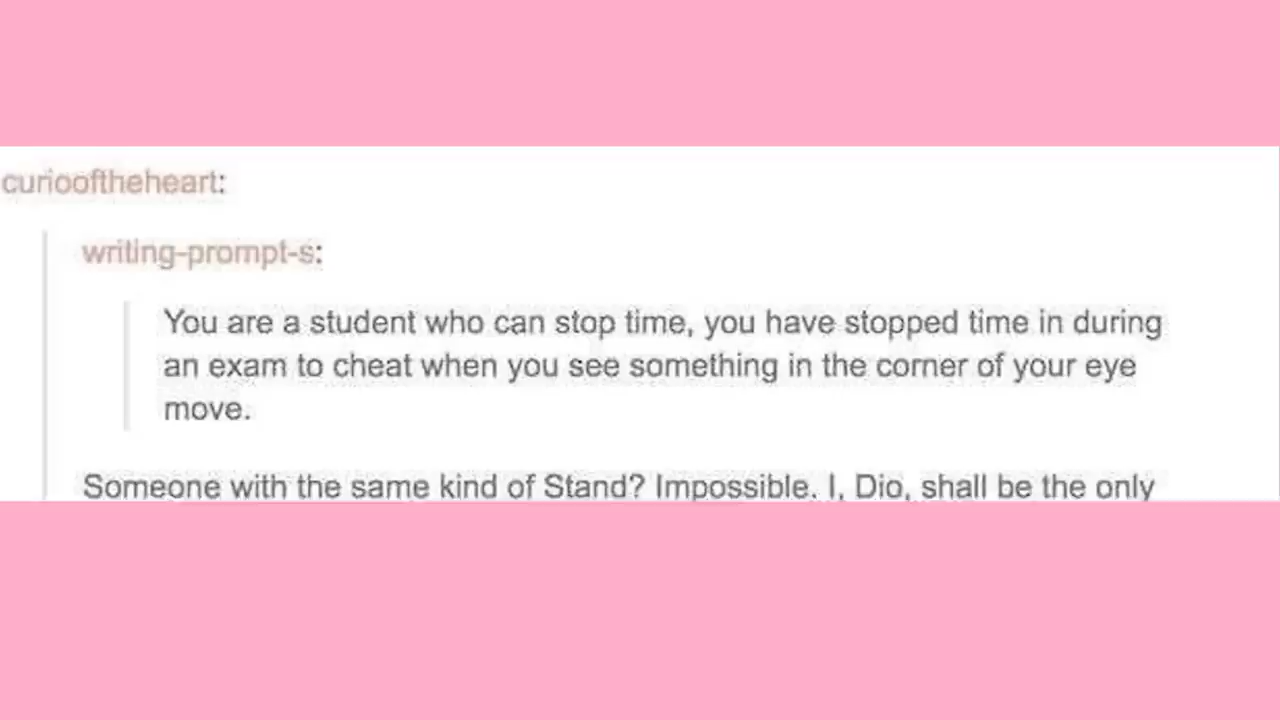 curiooftheheart:
writing-prompt-s:
You are a student who can stop time, you have stopped time in during
an exam to cheat when you see something in the corner of your eye
move.
Someone with the same kind of Stand? Impossible. I, Dio, shall be the only